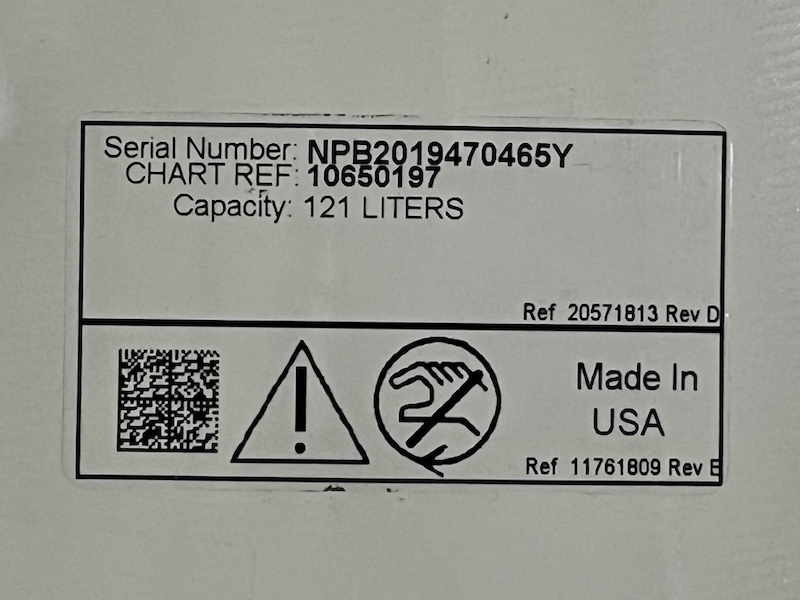 Serial Number: NPB2019470465Y
CHART REF: 10650197
Capacity: 121 LITERS
Ref 20571813 Rev D
Made In
USA
Ref 11761809 Rev E